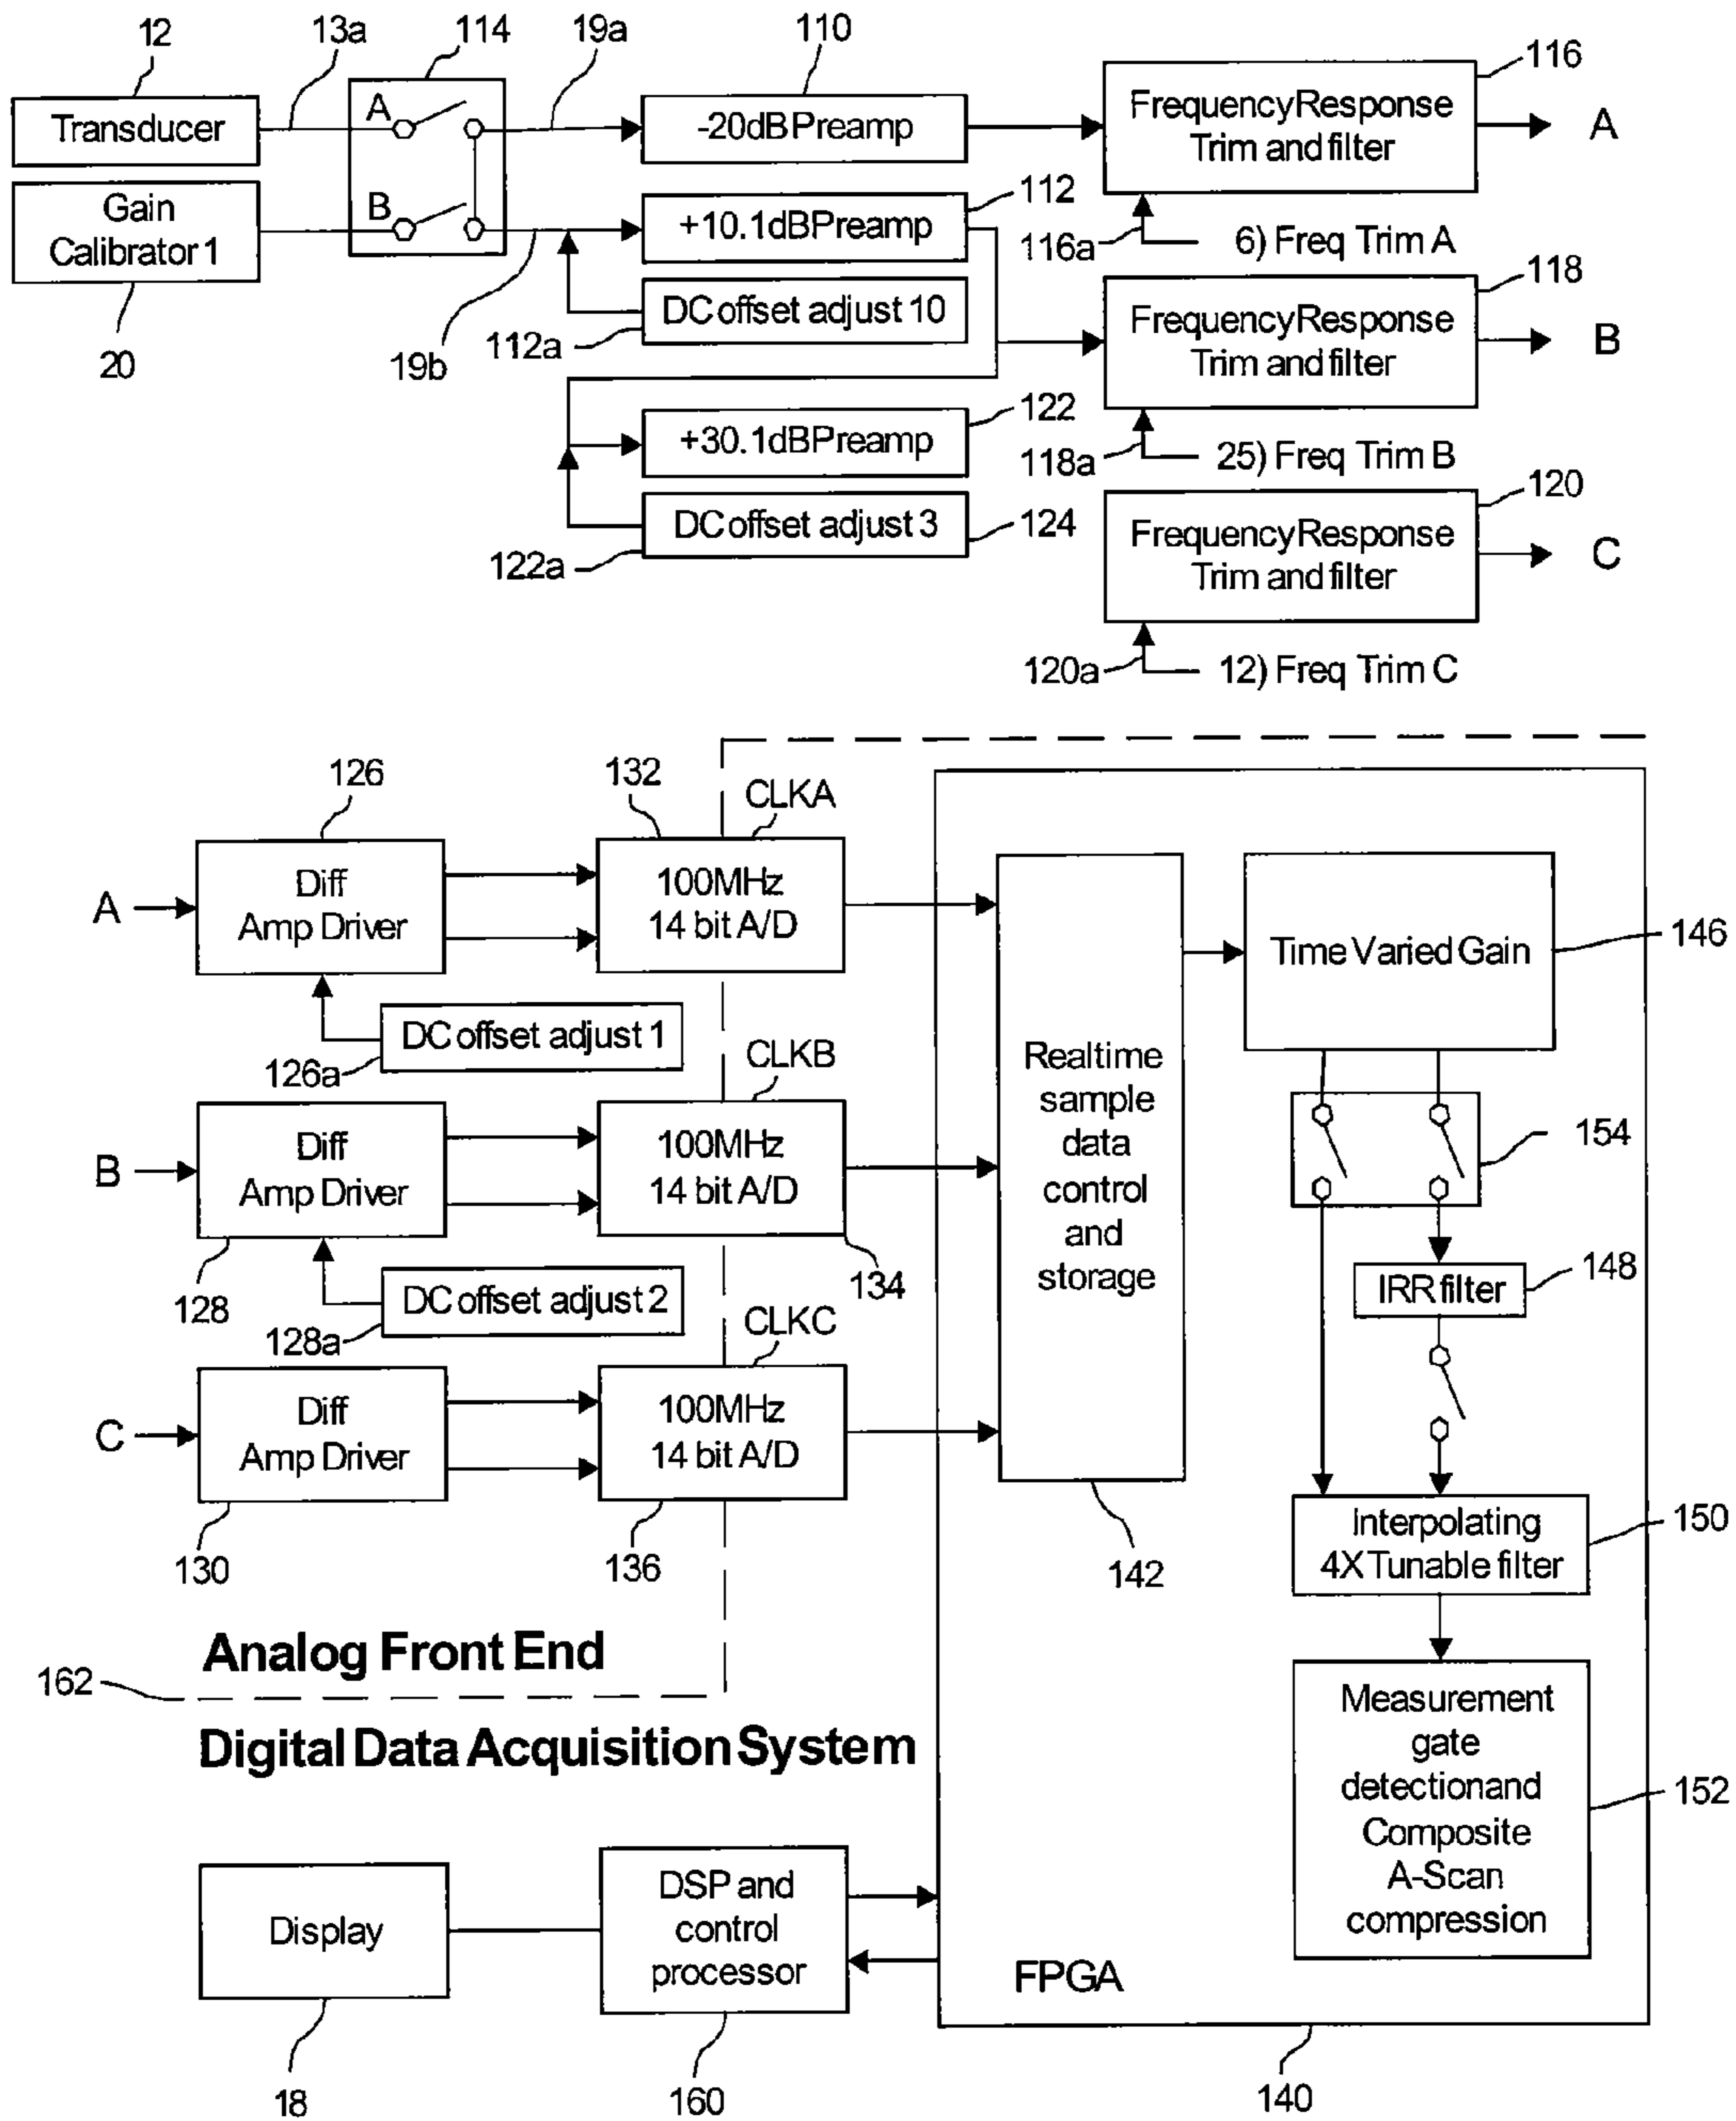 12
13a
114
19a
110
116
Transducer
A
-20dB Preamp
Frequency Response
Trim and filter
A
Gain
Calibrator 1
B
+10.1dB Preamp
112
116a
6) Freq Trim A
20
19b
112a
DC offset adjust 10
118
Frequency Response
Trim and filter
B
+30.1dB Preamp
122
118a
25) Freq Trim B
122a
DC offset adjust 3
124
120
Frequency Response
Trim and filter
C
120a
12) Freq Trim C
126
132
CLKA
A
Diff
Amp Driver
100MHz
14 bit A/D
126a
DC offset adjust 1
CLKB
B
Diff
Amp Driver
100MHz
14 bit A/D
128
134
128a
DC offset adjust 2
CLKC
C
Diff
Amp Driver
100MHz
14 bit A/D
130
136
Realtime
sample
data
control
and
storage
142
Time Varied Gain
146
154
IRR filter
148
Interpolating
4X Tunable filter
150
Measurement
gate
detectionand
Composite
A-Scan
compression
152
Analog Front End
162
Digital Data Acquisition System
Display
DSP and
control
processor
FPGA
18
160
140